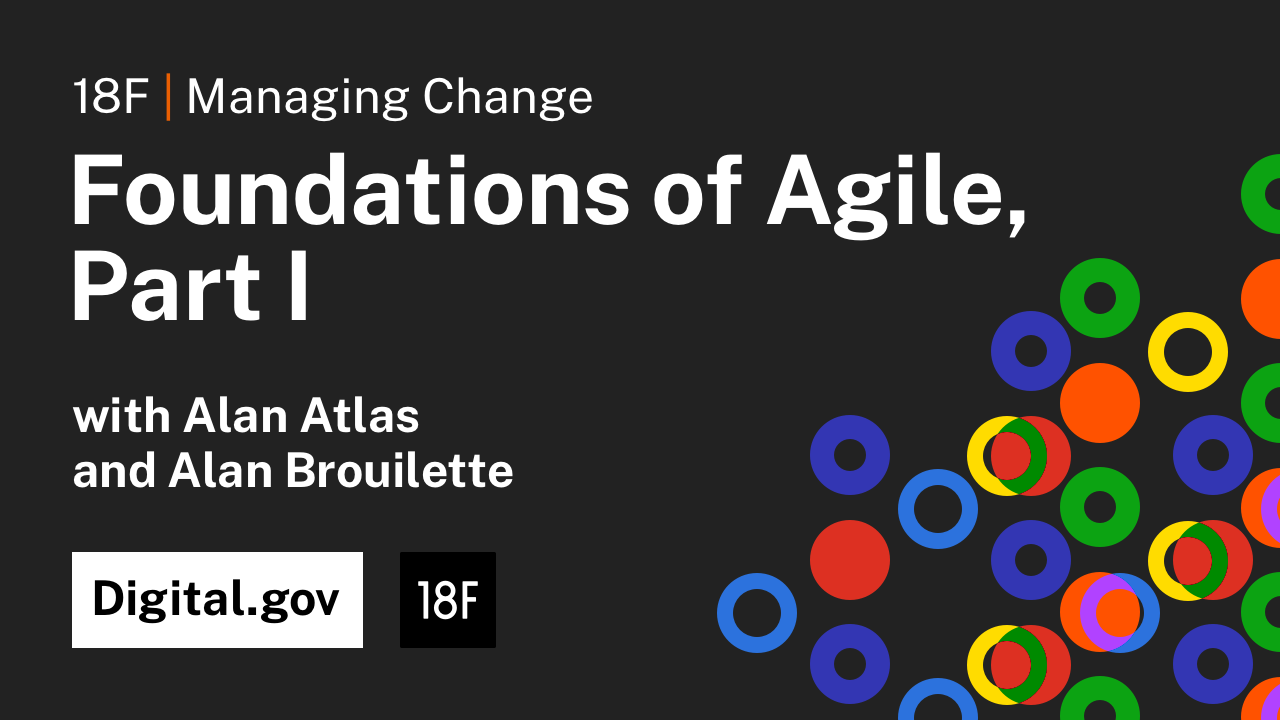 18F | Managing Change
Foundations of Agile,
Part I
with Alan Atlas
and Alan Brouilette
Digital.gov
18F